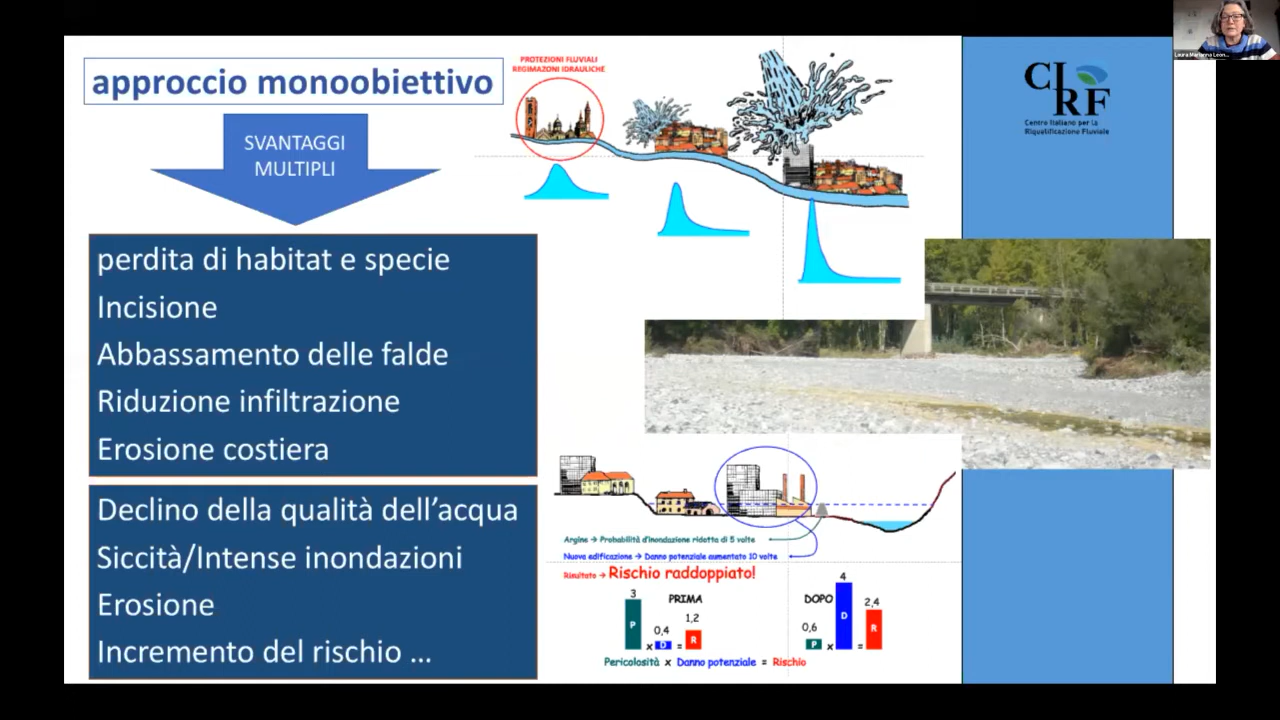 approccio monoobiettivo
SVANTAGGI
MULTIPLI
perdita di habitat e specie
Incisione
Abbassamento delle falde
Riduzione infiltrazione
Erosione costiera
Declino della qualità dell'acqua
Siccità/Intense inondazioni
Erosione
Incremento del rischio ...
PROTEZIONI FLUVIALI
REGIMAZIONI IDRAULICHE
CIRF
Centro Italiano per la
Riqualificazione Fluviale
Argine → Probabilità d'inondazione ridotta di 5 volte
Nuova edificazione → Danno potenziale aumentato 10 volte
Risultato → Rischio raddoppiato!
PRIMA
3
P
x
0,4
D
=
1,2
R
DOPO
0,6
P
x
4
D
=
2,4
R
Pericolosità x Danno potenziale = Rischio
Laura Marianna Leon...